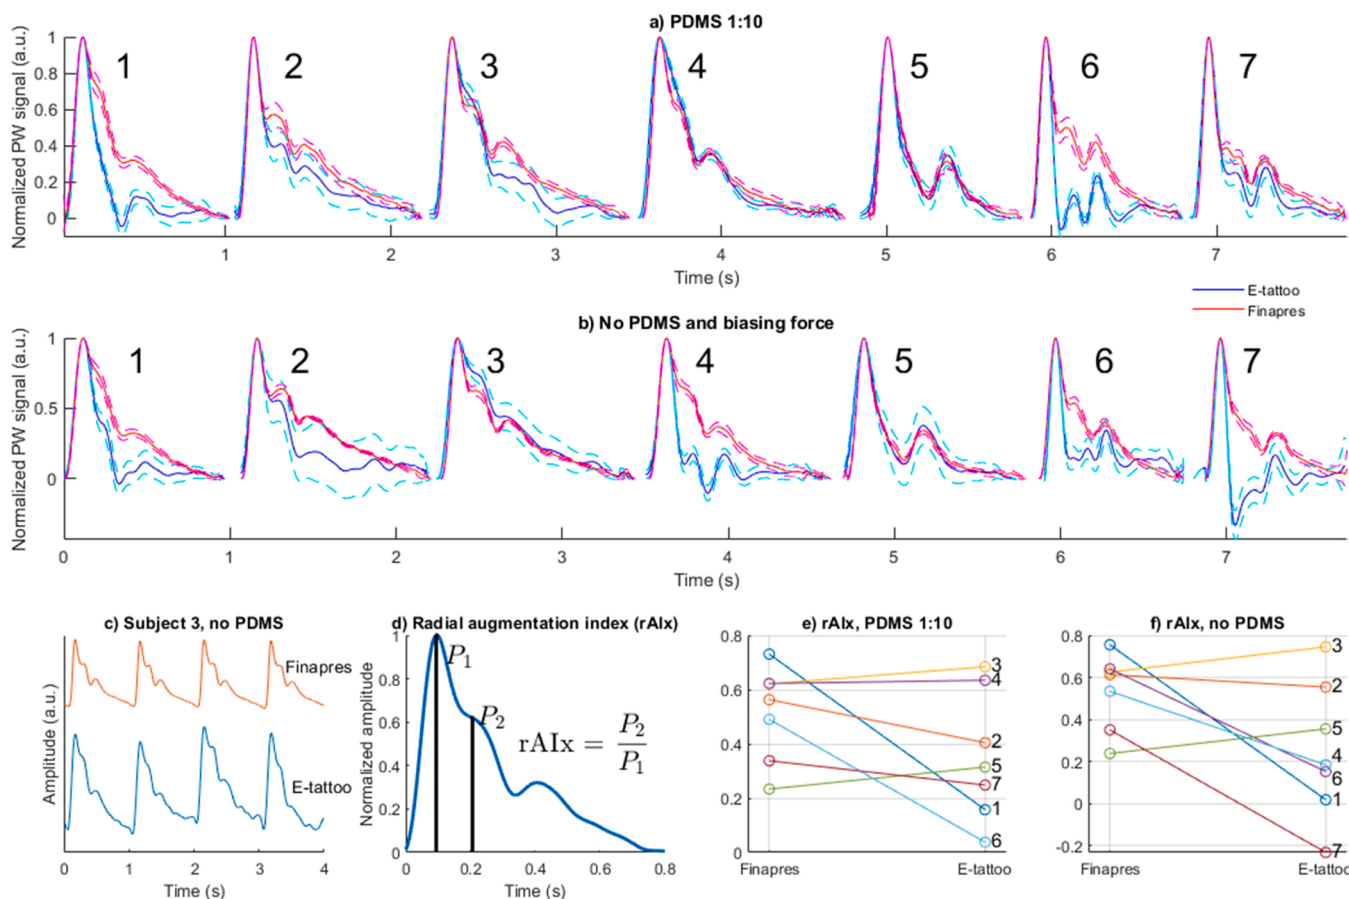 a) PDMS 1:10
Normalized PW signal (a.u.)
1
0.8
0.6
0.4
0.2
0
1 2 3 4 5 6 7
1 2 3 4 5 6 7
Time (s)
E-tattoo
Finapres
b) No PDMS and biasing force
Normalized PW signal (a.u.)
1
0.5
0
1 2 3 4 5 6 7
0 1 2 3 4 5 6 7
Time (s)
c) Subject 3, no PDMS
Amplitude (a.u.)
Finapres
E-tattoo
0 1 2 3 4
Time (s)
d) Radial augmentation index (rAIx)
Normalized amplitude
1
0.8
0.6
0.4
0.2
0
P1
P2
rAIx = P2/P1
0 0.2 0.4 0.6 0.8
Time (s)
e) rAIx, PDMS 1:10
0.8
0.6
0.4
0.2
0
3
4
2
5
7
1
6
Finapres E-tattoo
f) rAIx, no PDMS
0.8
0.6
0.4
0.2
0
-0.2
3
2
5
4
6
1
7
Finapres E-tattoo